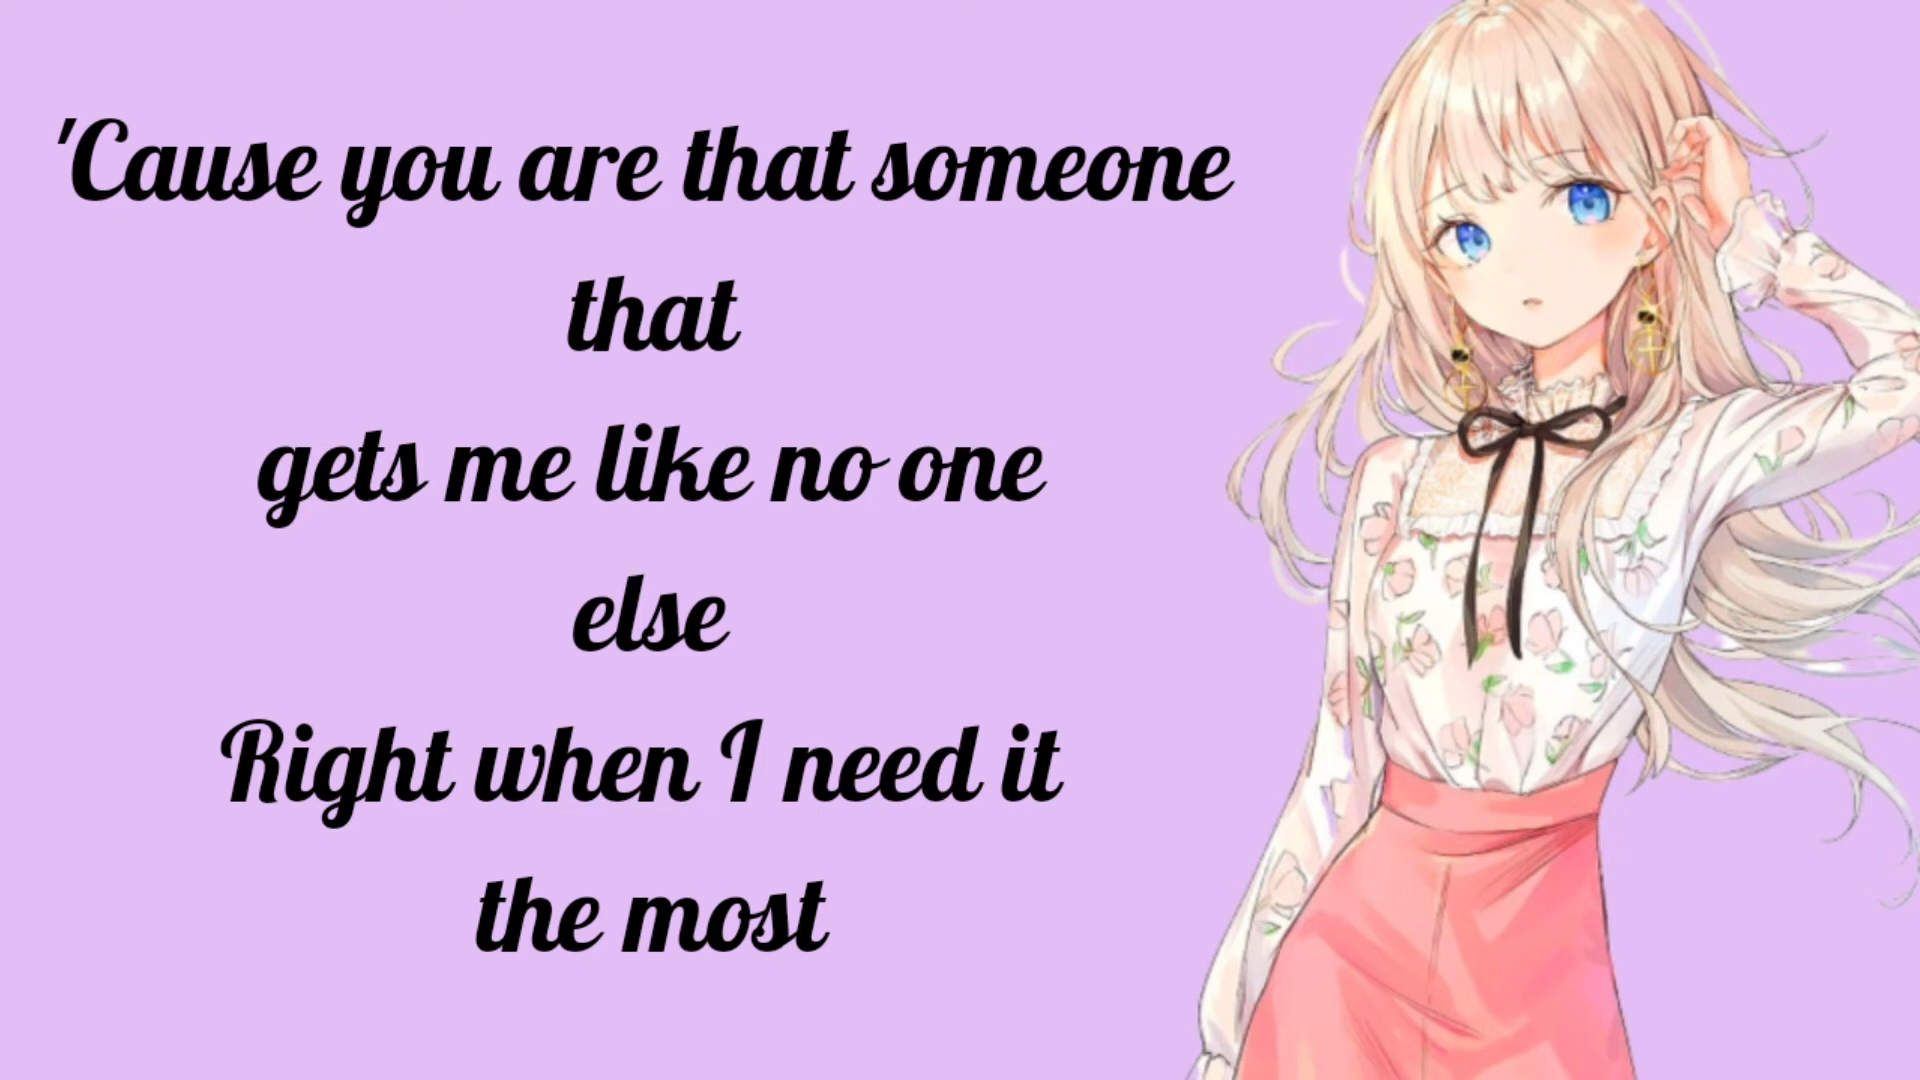 'Cause you are that someone
that
gets me like no one
else
Right when I need it
the most